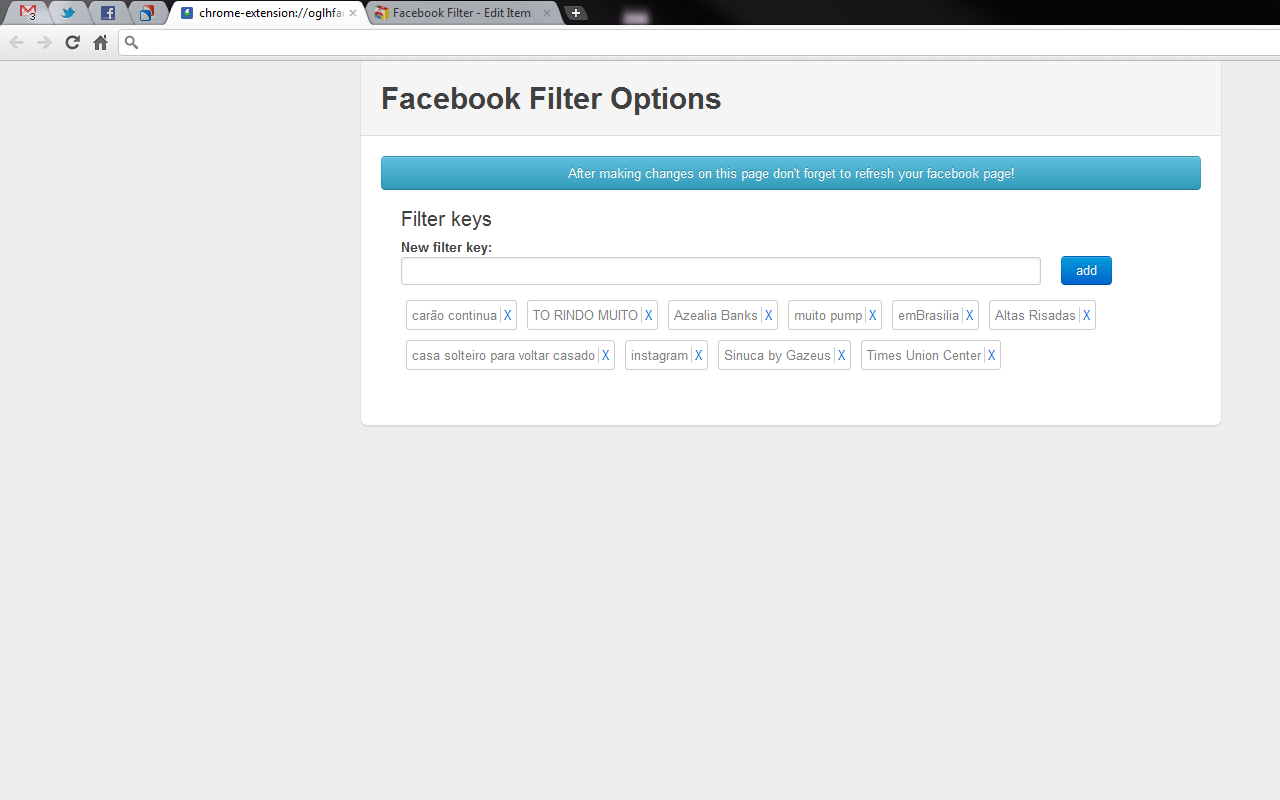 3
chrome-extension://oglhfa
Facebook Filter - Edit Item
Facebook Filter Options
After making changes on this page don't forget to refresh your facebook page!
Filter keys
New filter key:
add
carão continua X TO RINDO MUITO X Azealia Banks X muito pump X emBrasilia X Altas Risadas X
casa solteiro para voltar casado X instagram X Sinuca by Gazeus X Times Union Center X